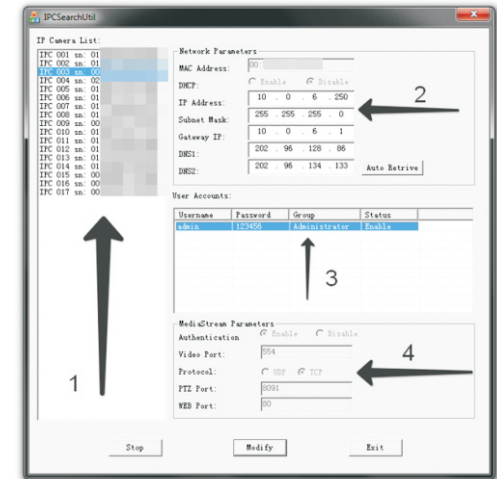 IPCSearchUtil
IP Camera List:
IPC 001 sn: 01
IPC 002 sn: 01
IPC 003 sn: 00
IPC 004 sn: 02
IPC 005 sn: 01
IPC 006 sn: 01
IPC 007 sn: 01
IPC 008 sn: 01
IPC 009 sn: 00
IPC 010 sn: 01
IPC 011 sn: 01
IPC 012 sn: 01
IPC 013 sn: 01
IPC 014 sn: 01
IPC 015 sn: 00
IPC 016 sn: 00
IPC 017 sn: 00
1
Network Parameters
MAC Address: 00:
DHCP: Enable Disable
IP Address: 10 . 0 . 6 . 250
Subnet Mask: 255 . 255 . 255 . 0
Gateway IP: 10 . 0 . 6 . 1
DNS1: 202 . 96 . 128 . 86
DNS2: 202 . 96 . 134 . 133 Auto Retrive
2
User Accounts:
Username Password Group Status
admin 123456 Administrator Enable
3
MediaStream Parameters
Authentication Enable Disable
Video Port: 554
Protocol: UDP TCP
PTZ Port: 8091
WEB Port: 80
4
Stop Modify Exit